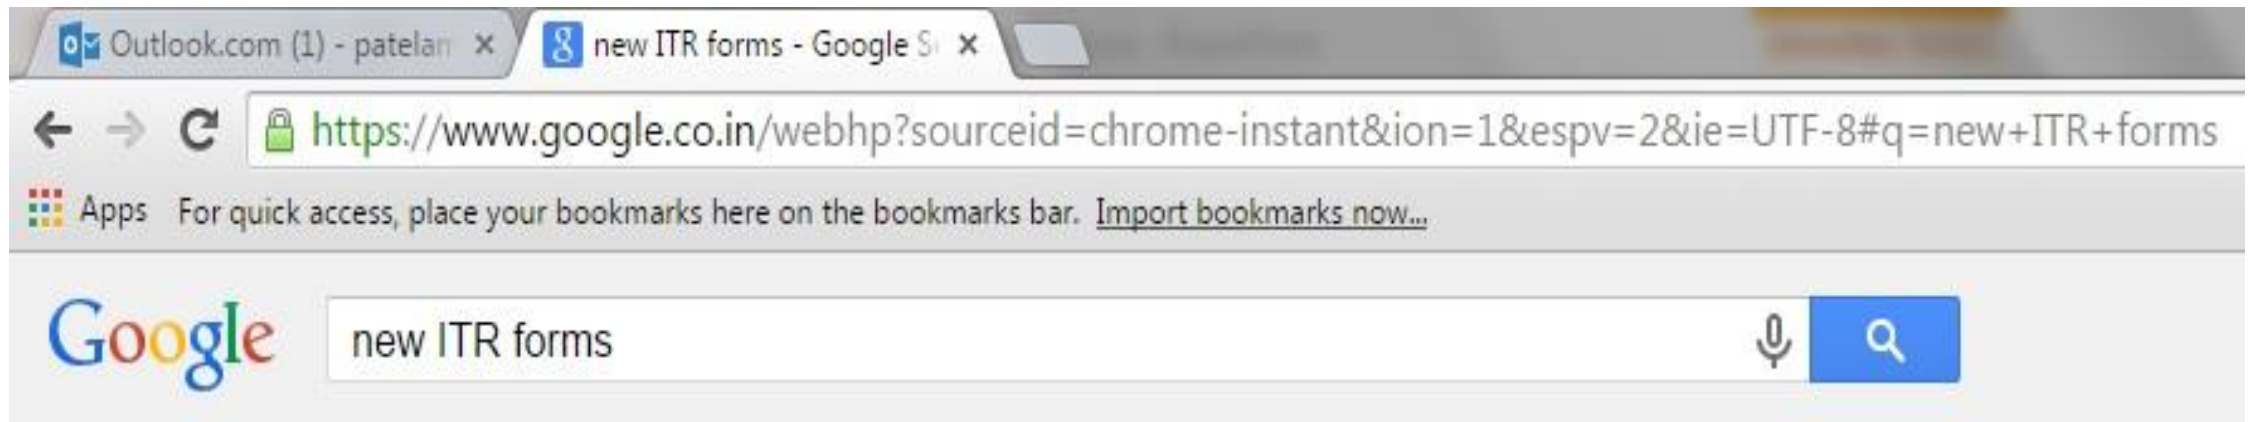 Outlook.com (1) - patelan
new ITR forms - Google S
https://www.google.co.in/webhp?sourceid=chrome-instant&ion=1&espv=2&ie=UTF-8#q=new+ITR+forms
Apps For quick access, place your bookmarks here on the bookmarks bar. Import bookmarks now...
Google new ITR forms